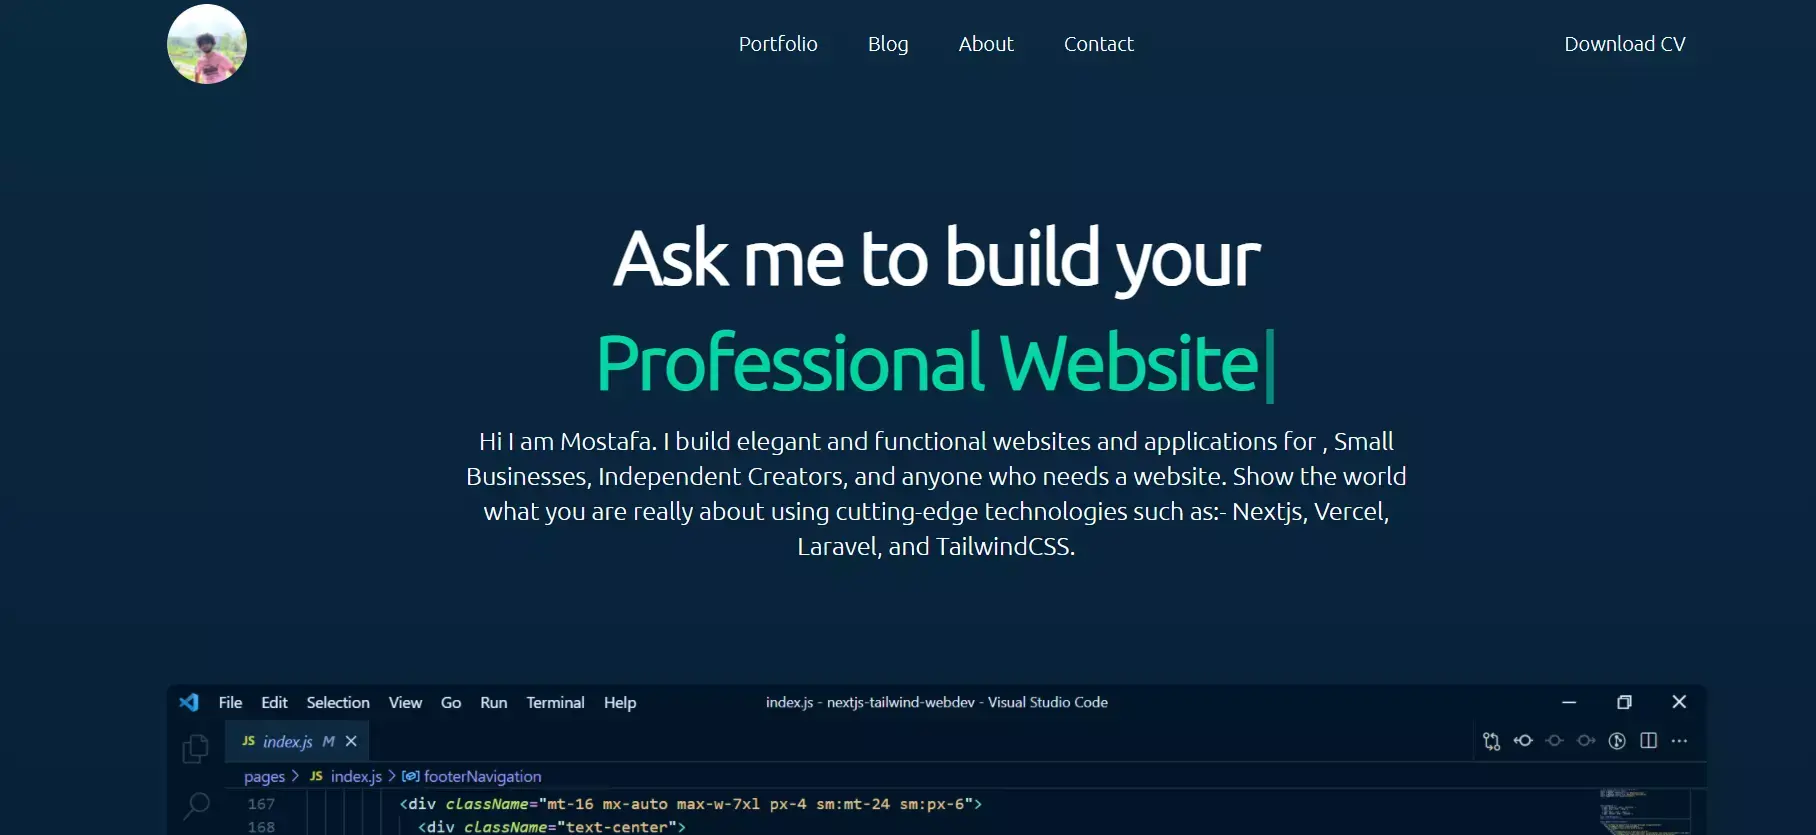 Portfolio Blog About Contact Download CV
Ask me to build your
Professional Website|
Hi I am Mostafa. I build elegant and functional websites and applications for , Small
Businesses, Independent Creators, and anyone who needs a website. Show the world
what you are really about using cutting-edge technologies such as:- Nextjs, Vercel,
Laravel, and TailwindCSS.
File Edit Selection View Go Run Terminal Help index.js - nextjs-tailwind-webdev - Visual Studio Code
JS index.js M
pages > JS index.js > footerNavigation
167 <div className="mt-16 mx-auto max-w-7xl px-4 sm:mt-24 sm:px-6">
168 <div className="text-center">